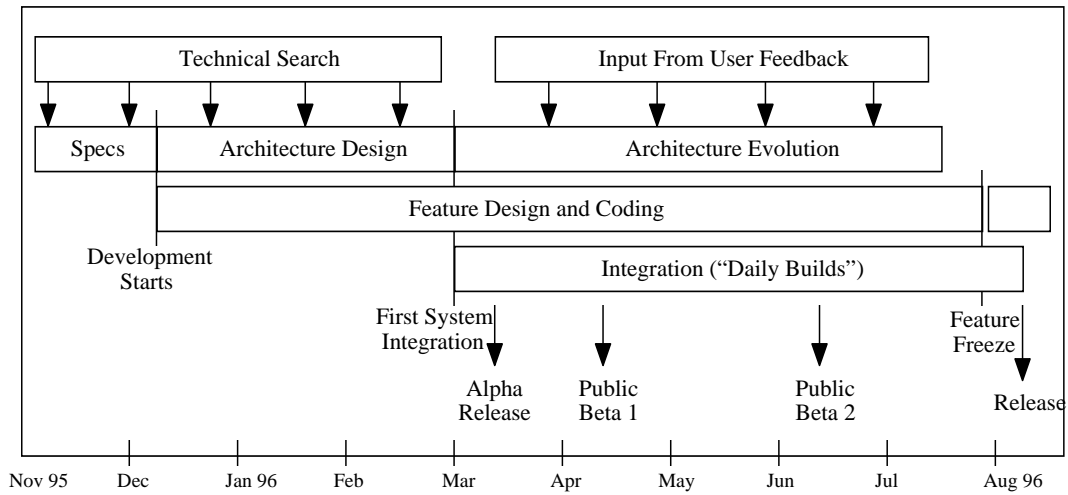 Technical Search
Input From User Feedback
Specs
Architecture Design
Architecture Evolution
Feature Design and Coding
Development
Starts
Integration (“Daily Builds”)
First System
Integration
Feature
Freeze
Alpha
Release
Public
Beta 1
Public
Beta 2
Release
Nov 95
Dec
Jan 96
Feb
Mar
Apr
May
Jun
Jul
Aug 96